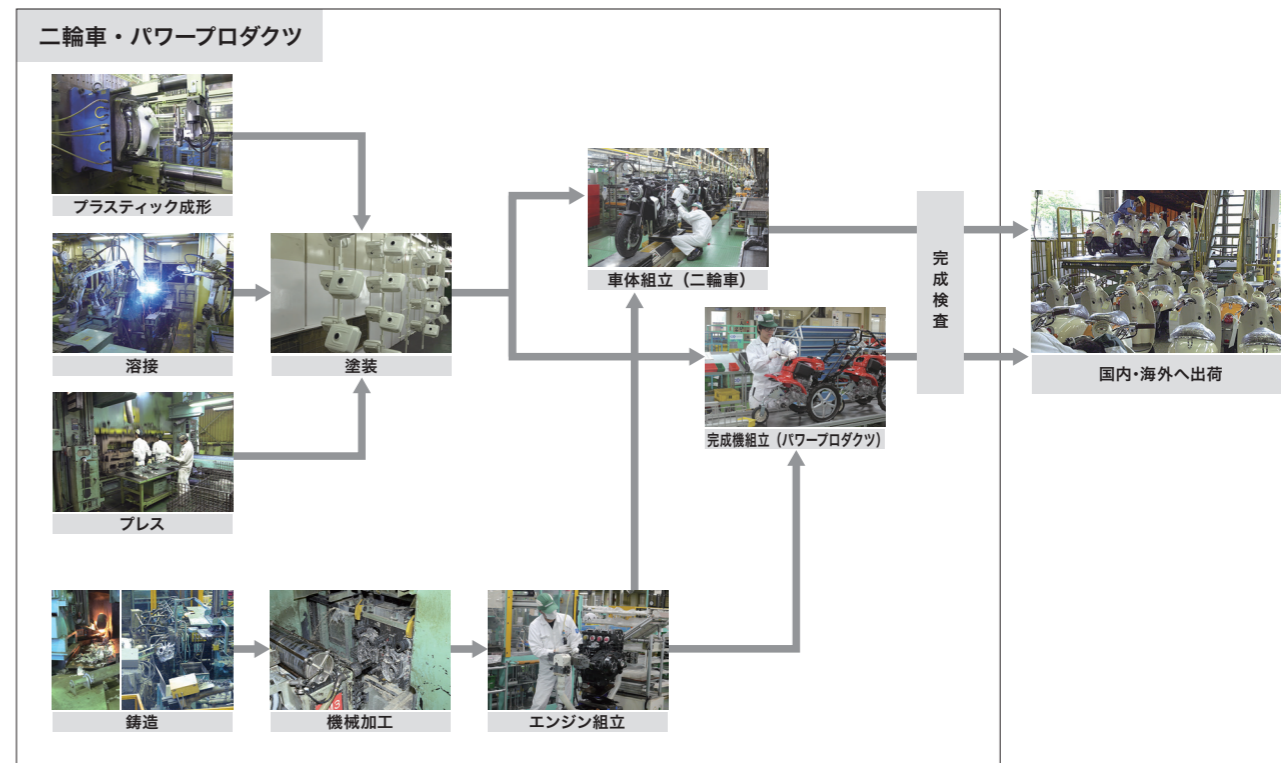 二輪車・パワープロダクツ
プラスティック成形
溶接
塗装
プレス
車体組立（二輪車）
完成機組立（パワープロダクツ）
完成検査
国内・海外へ出荷
鋳造
機械加工
エンジン組立